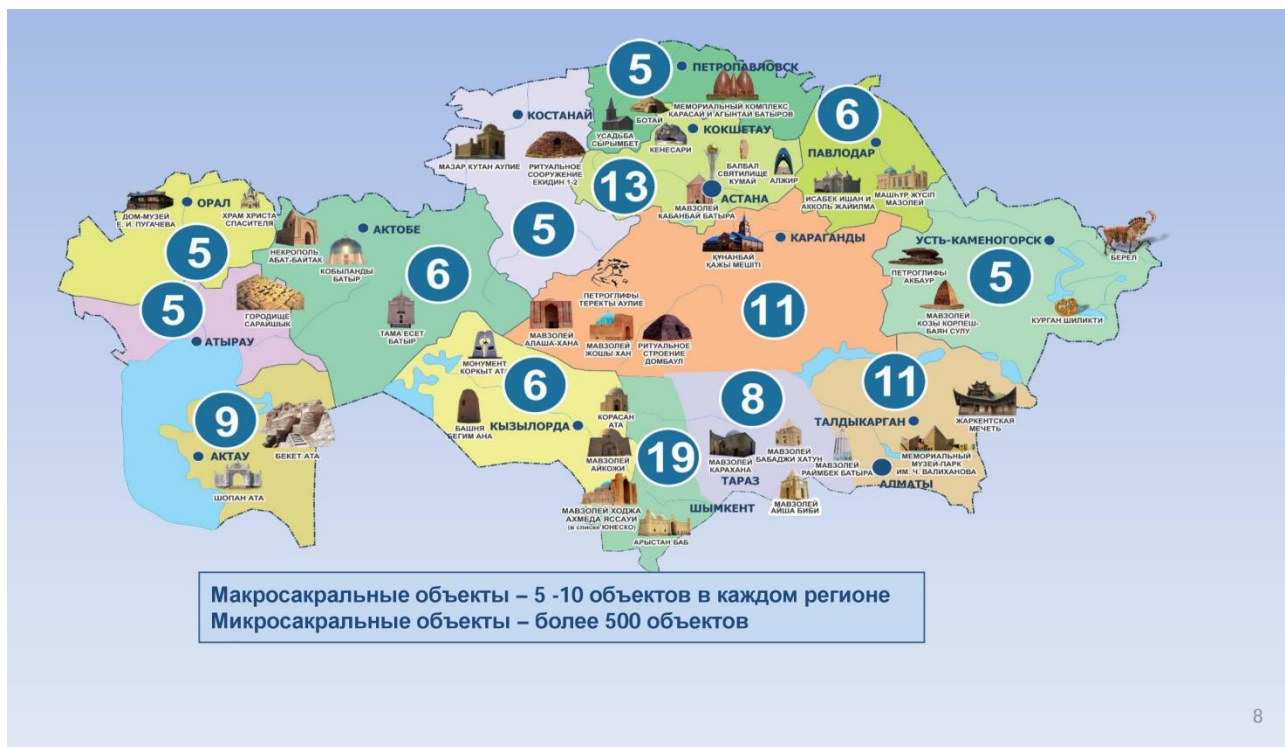 5
ПЕТРОПАВЛОВСК
МЕМОРИАЛЬНЫЙ КОМПЛЕКС
КАРАСАЙ И АГЫНТАЙ БАТЫРОВ
БОТАЙ
УСАДЬБА
СЫРЫМБЕТ
КОКШЕТАУ
КЕНЕСАРИ
КОСТАНАЙ
МАЗАР КУТАН АУЛИЕ
РИТУАЛЬНОЕ
СООРУЖЕНИЕ
ЕКИДИН 1-2
5
13
БАЛБАЛ
СВЯТИЛИЩЕ
КУМАЙ
АЛЖИР
АСТАНА
МАВЗОЛЕЙ
КАБАНБАЙ БАТЫРА
6
ПАВЛОДАР
ИСАБЕК ИШАН И
АККОЛЬ ЖАЙИЛМА
МАШҺҮР ЖҮСІП
МАЗОЛЕЙ
ОРАЛ
ДОМ-МУЗЕЙ
Е. И. ПУГАЧЕВА
ХРАМ ХРИСТА
СПАСИТЕЛЯ
5
АКТОБЕ
НЕКРОПОЛЬ
АБАТ-БАЙТАК
КОБЫЛАНДЫ
БАТЫР
6
ТАМА ЕСЕТ
БАТЫР
5
ГОРОДИЩЕ
САРАЙШЫК
АТЫРАУ
КАРАГАНДЫ
ҚҰНАНБАЙ
ҚАЖЫ МЕШІТІ
ПЕТРОГЛИФЫ
ТЕРЕКТЫ АУЛИЕ
11
МАВЗОЛЕЙ
АЛАША-ХАНА
МАВЗОЛЕЙ
ЖОШЫ ХАН
РИТУАЛЬНОЕ
СТРОЕНИЕ
ДОМБАУЛ
УСТЬ-КАМЕНОГОРСК
БЕРЕЛ
ПЕТРОГЛИФЫ
АКБАУР
5
МАВЗОЛЕЙ
КОЗЫ КОРПЕШ-
БАЯН СУЛУ
КУРГАН ШИЛИКТИ
9
АКТАУ
БЕКЕТ АТА
ШОПАН АТА
МОНУМЕНТ
КОРКЫТ АТА
6
БАШНЯ
БЕГИМ АНА
КЫЗЫЛОРДА
КОРАСАН
АТА
МАВЗОЛЕЙ
АЙКОЖИ
19
МАВЗОЛЕЙ ХОДЖА
АХМЕДА ЯССАУИ
(в списке ЮНЕСКО)
АРЫСТАН БАБ
ШЫМКЕНТ
8
МАВЗОЛЕЙ
КАРАХАНА
ТАРАЗ
МАВЗОЛЕЙ
БАБАДЖИ ХАТУН
МАВЗОЛЕЙ
АЙША БИБИ
МАВЗОЛЕЙ
РАЙМБЕК БАТЫРА
11
ТАЛДЫКАРГАН
ЖАРКЕНТСКАЯ
МЕЧЕТЬ
МЕМОРИАЛЬНЫЙ
МУЗЕЙ-ПАРК
ИМ. Ч. ВАЛИХАНОВА
АЛМАТЫ
Макросакральные объекты – 5 -10 объектов в каждом регионе
Микросакральные объекты – более 500 объектов
8